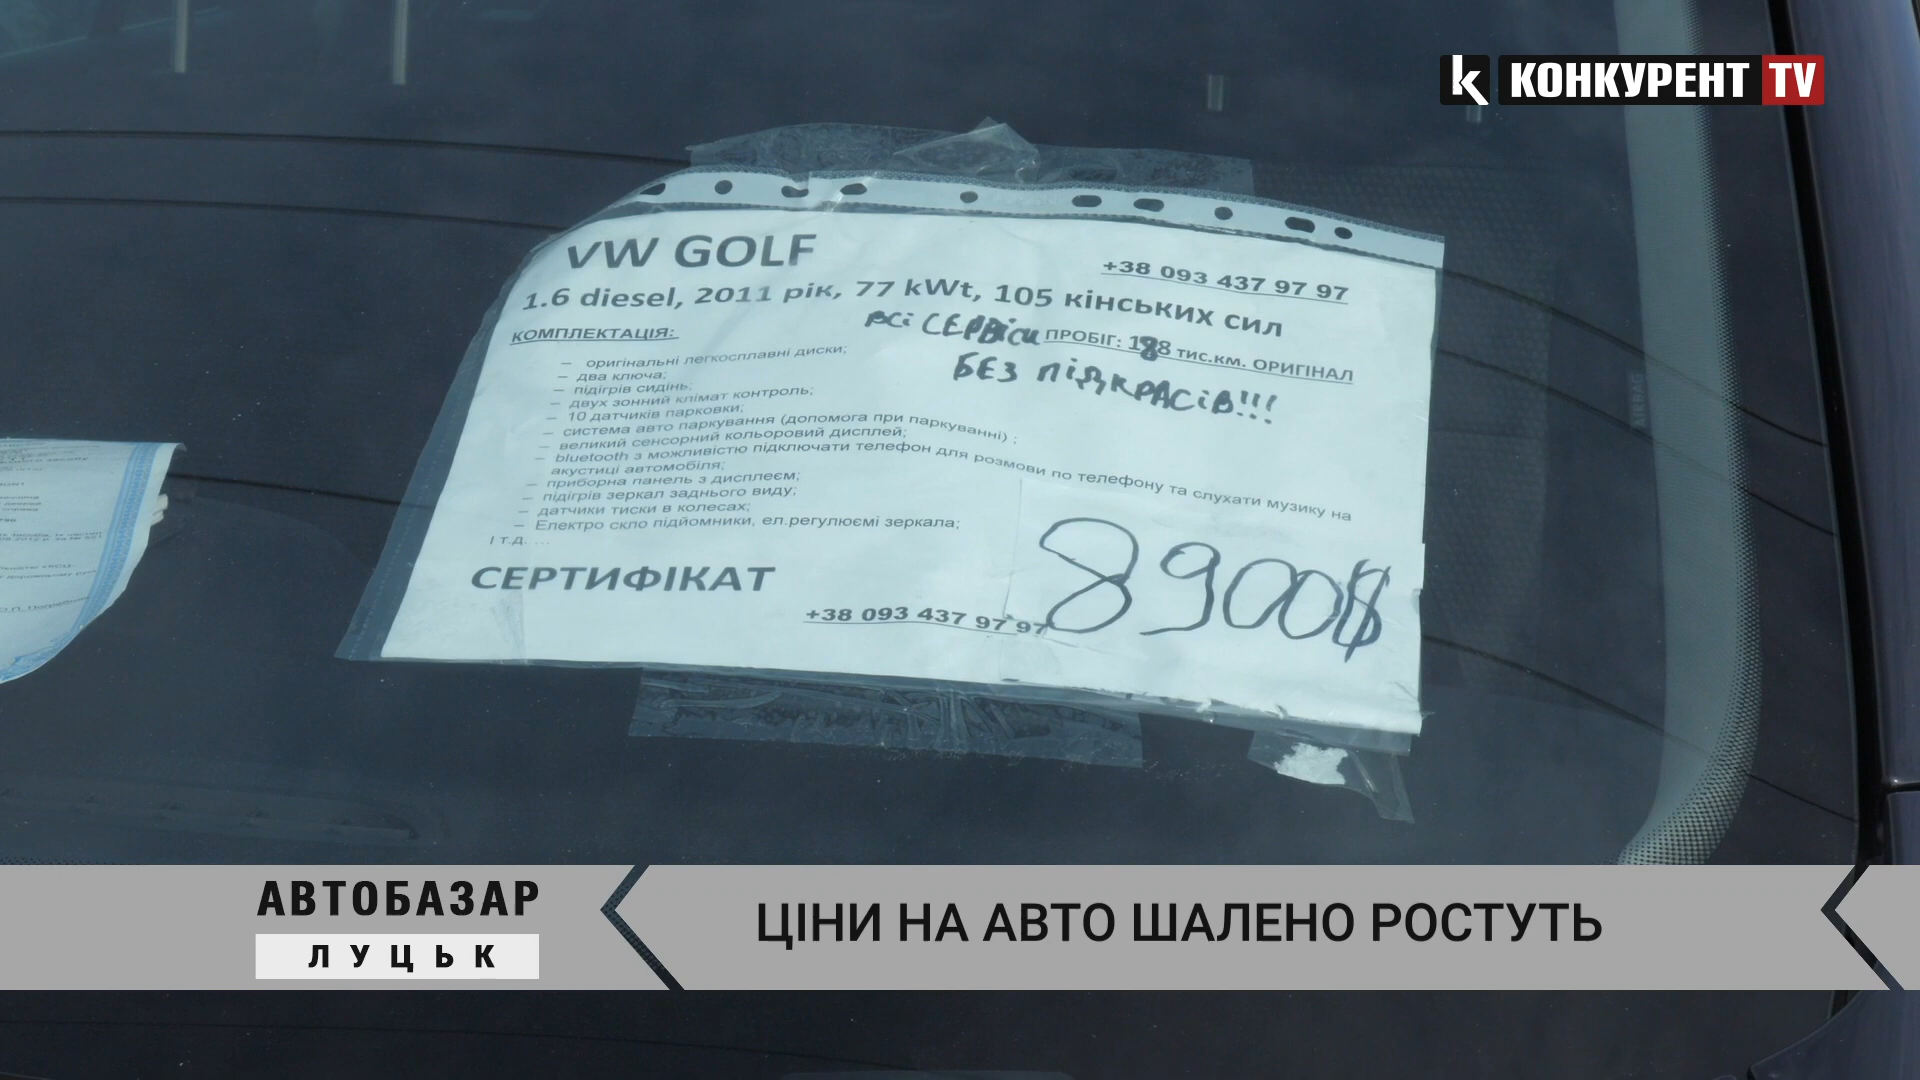 КОНКУРЕНТ TV
VW GOLF
+38 093 437 97 97
1.6 diesel, 2011 рік, 77 kWt, 105 кінських сил
КОМПЛЕКТАЦІЯ:
ВСІ СЕРВІСИ
ПРОБІГ: 188 тис.км. ОРИГІНАЛ
БЕЗ ПІДКРАСІВ!!!
– оригінальні легкосплавні диски;
– два ключа;
– підігрів сидінь;
– двух зонний клімат контроль;
– 10 датчиків парковки;
– система авто паркування (допомога при паркуванні) ;
– великий сенсорний кольоровий дисплей;
– bluetooth з можливістю підключати телефон для розмови по телефону та слухати музику на
акустиці автомобіля;
– приборна панель з дисплеєм;
– підігрів зеркал заднього виду;
– датчики тиски в колесах;
– Електро скло підйомники, ел.регулюємі зеркала;
І т.д. ...
8900$
СЕРТИФІКАТ
+38 093 437 97 97
АВТОБАЗАР
ЛУЦЬК
ЦІНИ НА АВТО ШАЛЕНО РОСТУТЬ